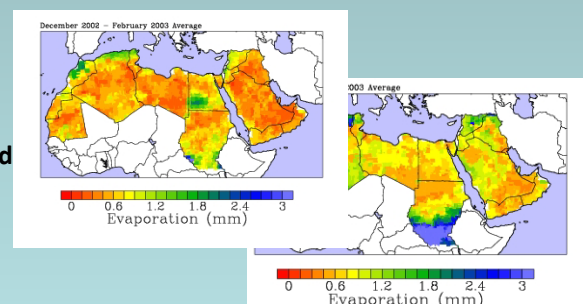 December 2002 - February 2003 Average
0 0.6 1.2 1.8 2.4 3
Evaporation (mm)
d
2003 Average
0 0.6 1.2 1.8 2.4 3
Evaporation (mm)